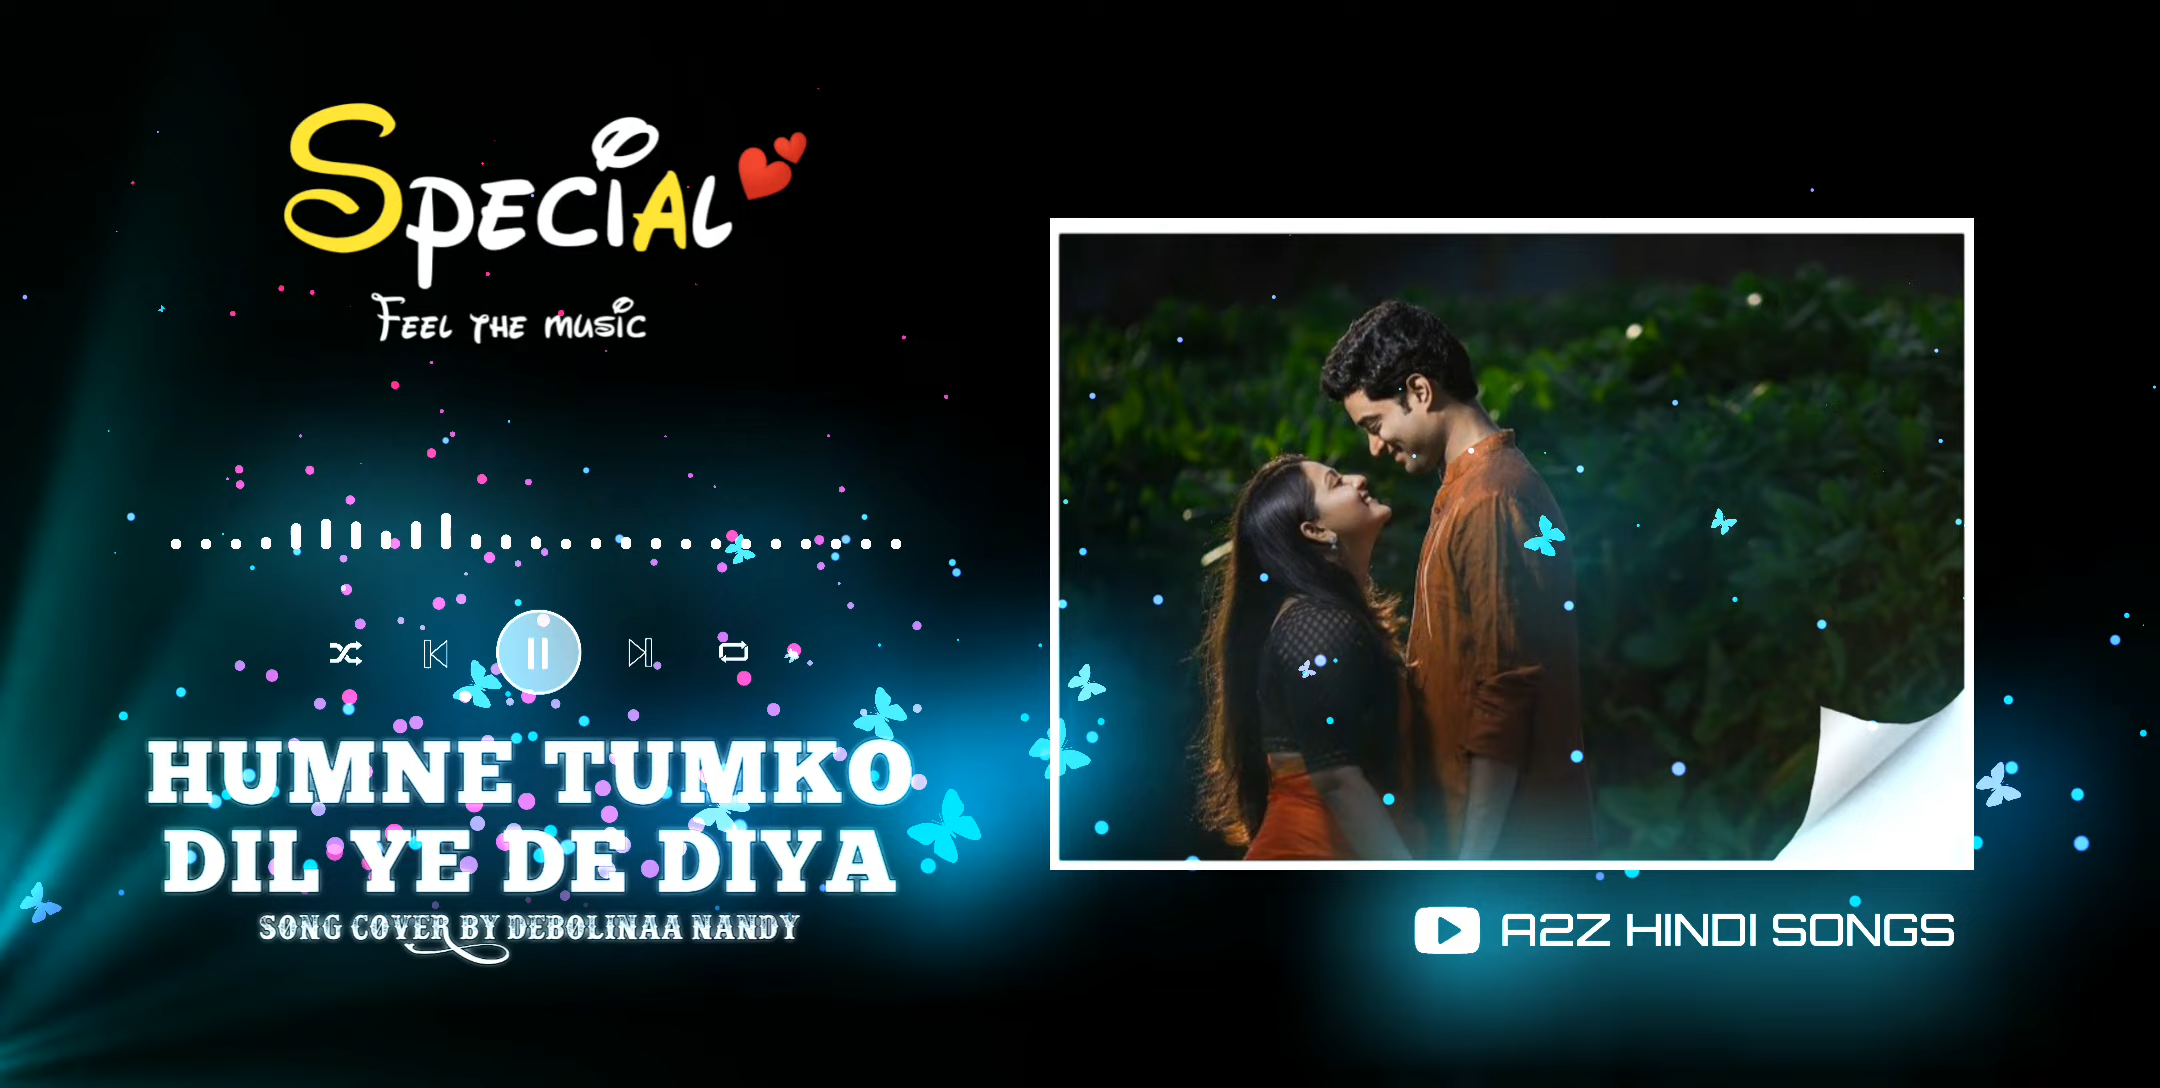 SPECIAL
FEEL THE MUSIC
HUMNE TUMKO
DIL YE DE DIYA
SONG COVER BY DEBOLINAA NANDY
A2Z HINDI SONGS